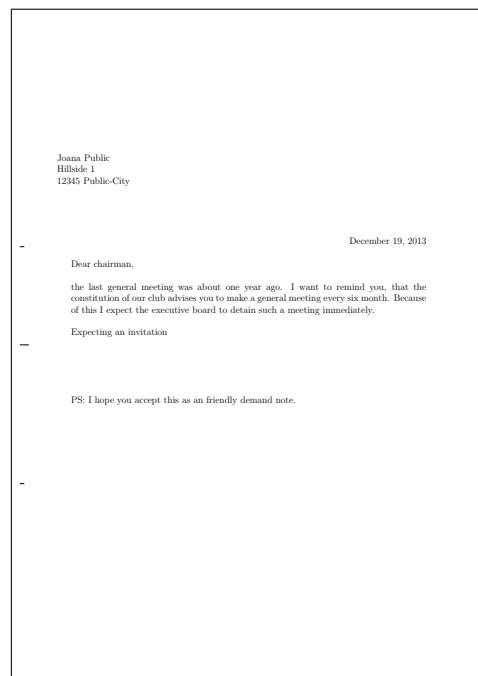 Joana Public
Hillside 1
12345 Public-City
December 19, 2013
Dear chairman,
the last general meeting was about one year ago. I want to remind you, that the
constitution of our club advises you to make a general meeting every six month. Because
of this I expect the executive board to detain such a meeting immediately.
Expecting an invitation
PS: I hope you accept this as an friendly demand note.